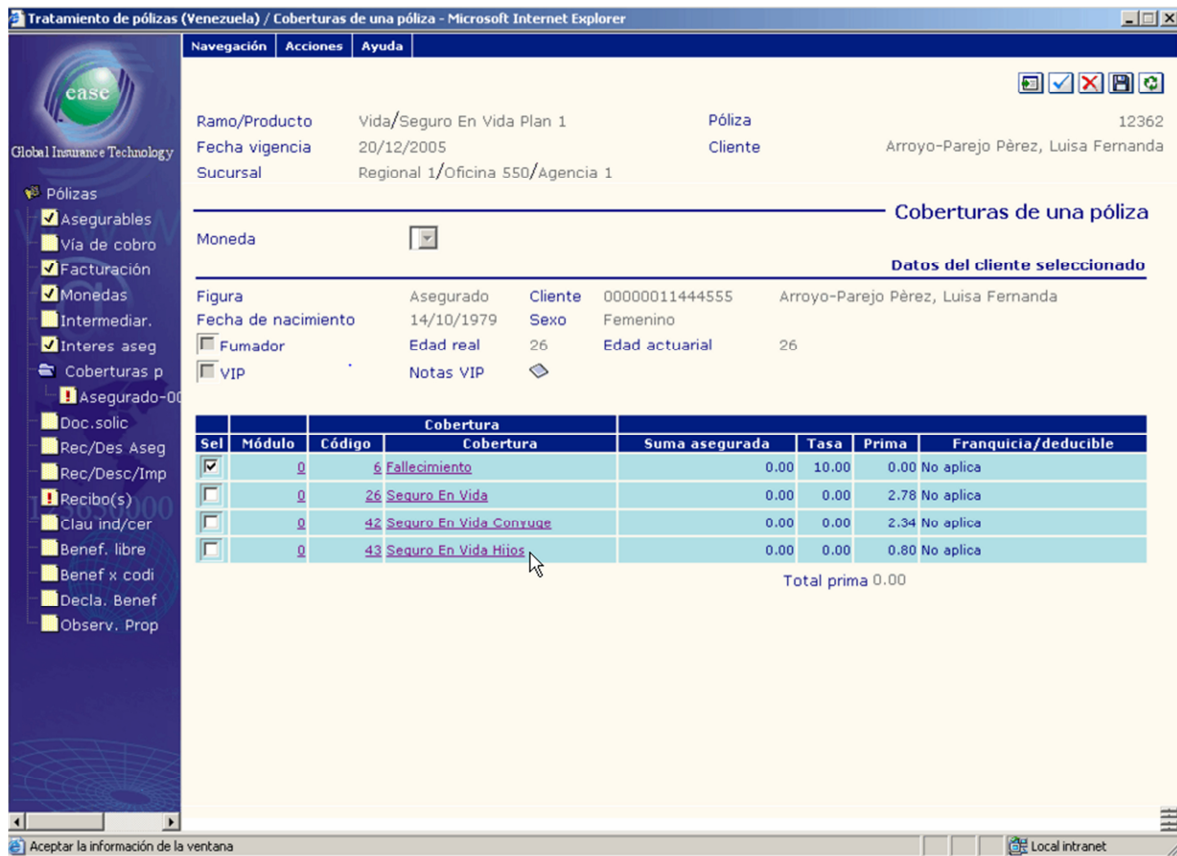 Tratamiento de pólizas (Venezuela) / Coberturas de una póliza - Microsoft Internet Explorer
Navegación Acciones Ayuda
case
Global Insurance Technology
Ramo/Producto Vida/Seguro En Vida Plan 1 Póliza 12362
Fecha vigencia 20/12/2005 Cliente Arroyo-Parejo Pèrez, Luisa Fernanda
Sucursal Regional 1/Oficina 550/Agencia 1
Pólizas
Asegurables
Vía de cobro
Facturación
Monedas
Intermediar.
Interes aseg
Coberturas p
Asegurado-00
Doc.solic
Rec/Des Aseg
Rec/Desc/Imp
Recibo(s)
Clau ind/cer
Benef. libre
Benef x codi
Decla. Benef
Observ. Prop
Coberturas de una póliza
Moneda
Datos del cliente seleccionado
Figura Asegurado Cliente 00000011444555 Arroyo-Parejo Pèrez, Luisa Fernanda
Fecha de nacimiento 14/10/1979 Sexo Femenino
Fumador Edad real 26 Edad actuarial 26
VIP Notas VIP
Cobertura
Sel Módulo Código Cobertura Suma asegurada Tasa Prima Franquicia/deducible
0 6 Fallecimiento 0.00 10.00 0.00 No aplica
0 26 Seguro En Vida 0.00 0.00 2.78 No aplica
0 42 Seguro En Vida Conyuge 0.00 0.00 2.34 No aplica
0 43 Seguro En Vida Hijos 0.00 0.00 0.80 No aplica
Total prima 0.00
Aceptar la información de la ventana Local intranet